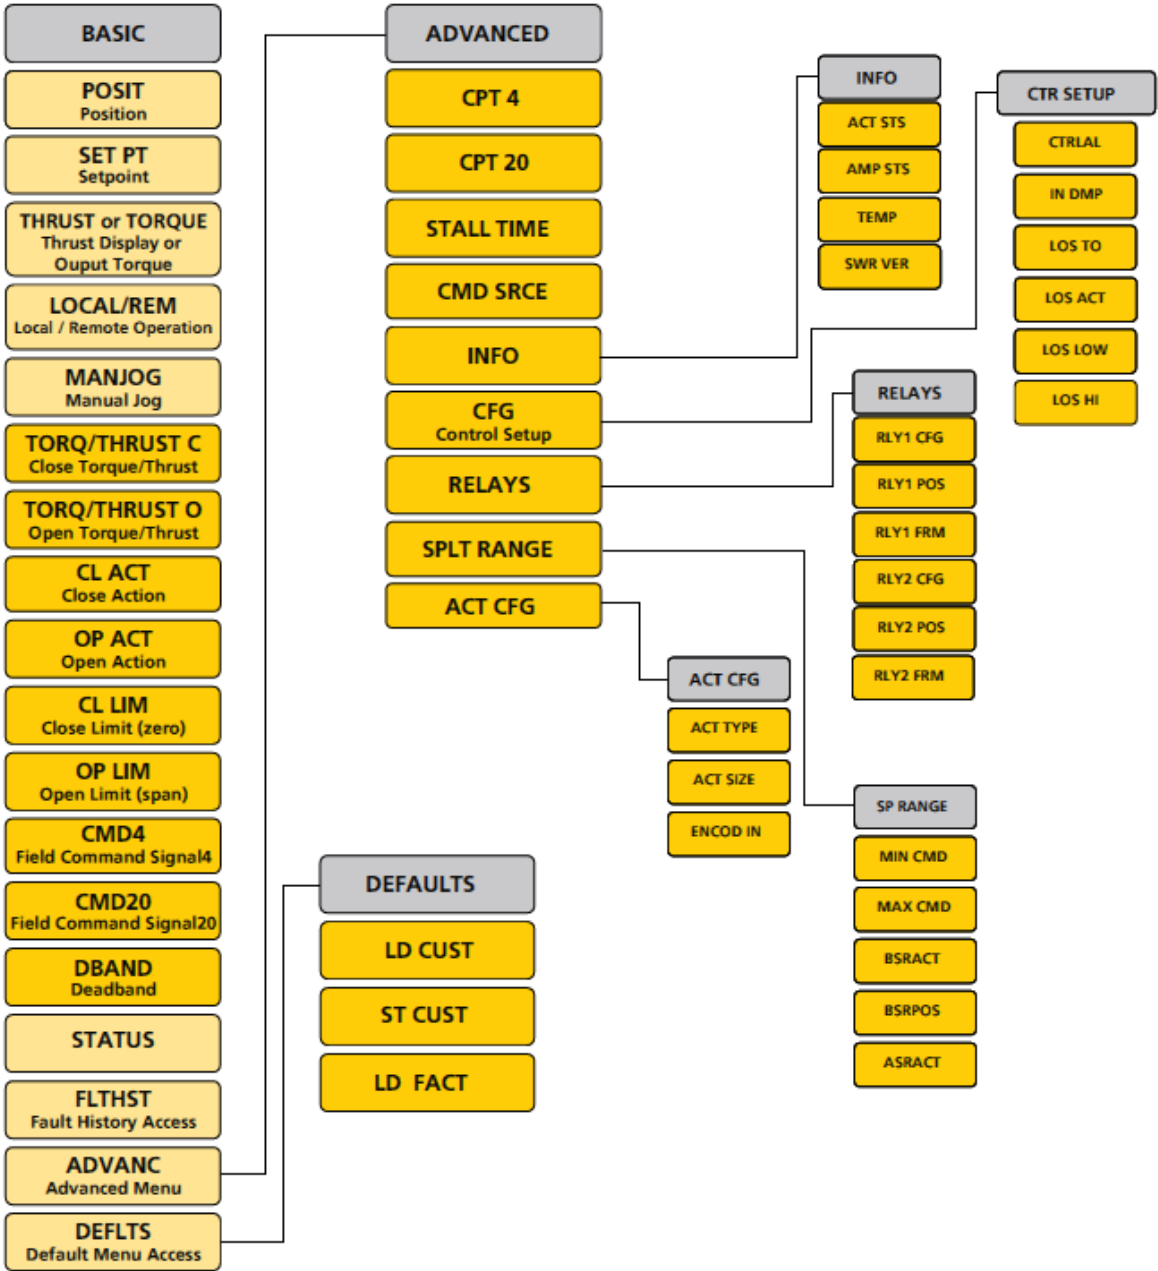 BASIC
POSIT
Position
SET PT
Setpoint
THRUST or TORQUE
Thrust Display or
Ouput Torque
LOCAL/REM
Local / Remote Operation
MANJOG
Manual Jog
TORQ/THRUST C
Close Torque/Thrust
TORQ/THRUST O
Open Torque/Thrust
CL ACT
Close Action
OP ACT
Open Action
CL LIM
Close Limit (zero)
OP LIM
Open Limit (span)
CMD4
Field Command Signal4
CMD20
Field Command Signal20
DBAND
Deadband
STATUS
FLTHST
Fault History Access
ADVANC
Advanced Menu
DEFLTS
Default Menu Access
ADVANCED
CPT 4
CPT 20
STALL TIME
CMD SRCE
INFO
CFG
Control Setup
RELAYS
SPLT RANGE
ACT CFG
DEFAULTS
LD CUST
ST CUST
LD FACT
ACT CFG
ACT TYPE
ACT SIZE
ENCOD IN
INFO
ACT STS
AMP STS
TEMP
SWR VER
RELAYS
RLY1 CFG
RLY1 POS
RLY1 FRM
RLY2 CFG
RLY2 POS
RLY2 FRM
SP RANGE
MIN CMD
MAX CMD
BSRACT
BSRPOS
ASRACT
CTR SETUP
CTRLAL
IN DMP
LOS TO
LOS ACT
LOS LOW
LOS HI